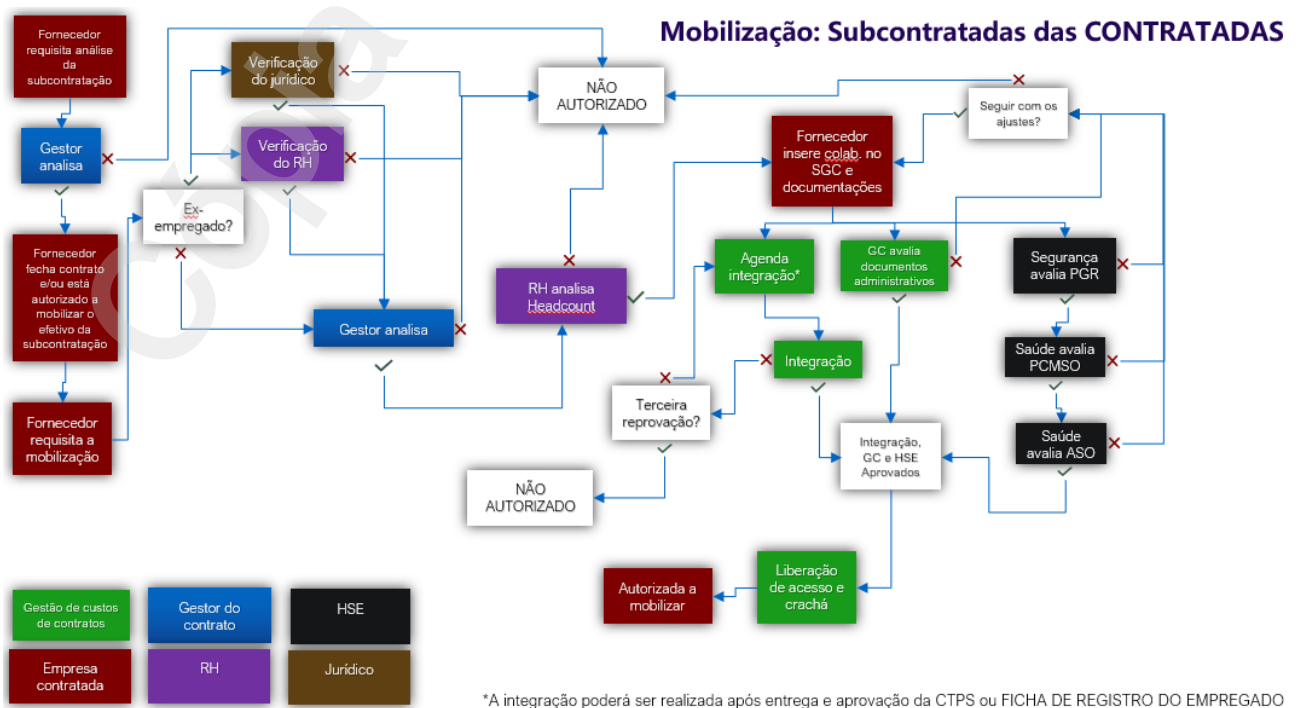 Mobilização: Subcontratadas das CONTRATADAS
Fornecedor
requisita análise
da
subcontratação
Gestor
analisa
Fornecedor
fecha contrato
e/ou está
autorizado a
mobilizar o
efetivo da
subcontratação
Fornecedor
requisita a
mobilização
Ex-
empregado?
Verificação
do jurídico
Verificação
do RH
Gestor analisa
NÃO
AUTORIZADO
RH analisa
Headcount
Seguir com os
ajustes?
Fornecedor
insere colab. no
SGC e
documentações
Agenda
integração*
GC avalia
documentos
administrativos
Segurança
avalia PGR
Integração
Saúde avalia
PCMSO
Terceira
reprovação?
Integração,
GC e HSE
Aprovados
Saúde
avalia ASO
NÃO
AUTORIZADO
Liberação
de acesso e
crachá
Autorizada a
mobilizar
Gestão de custos
de contratos
Gestor do
contrato
HSE
Empresa
contratada
RH
Jurídico
*A integração poderá ser realizada após entrega e aprovação da CTPS ou FICHA DE REGISTRO DO EMPREGADO
Cópia